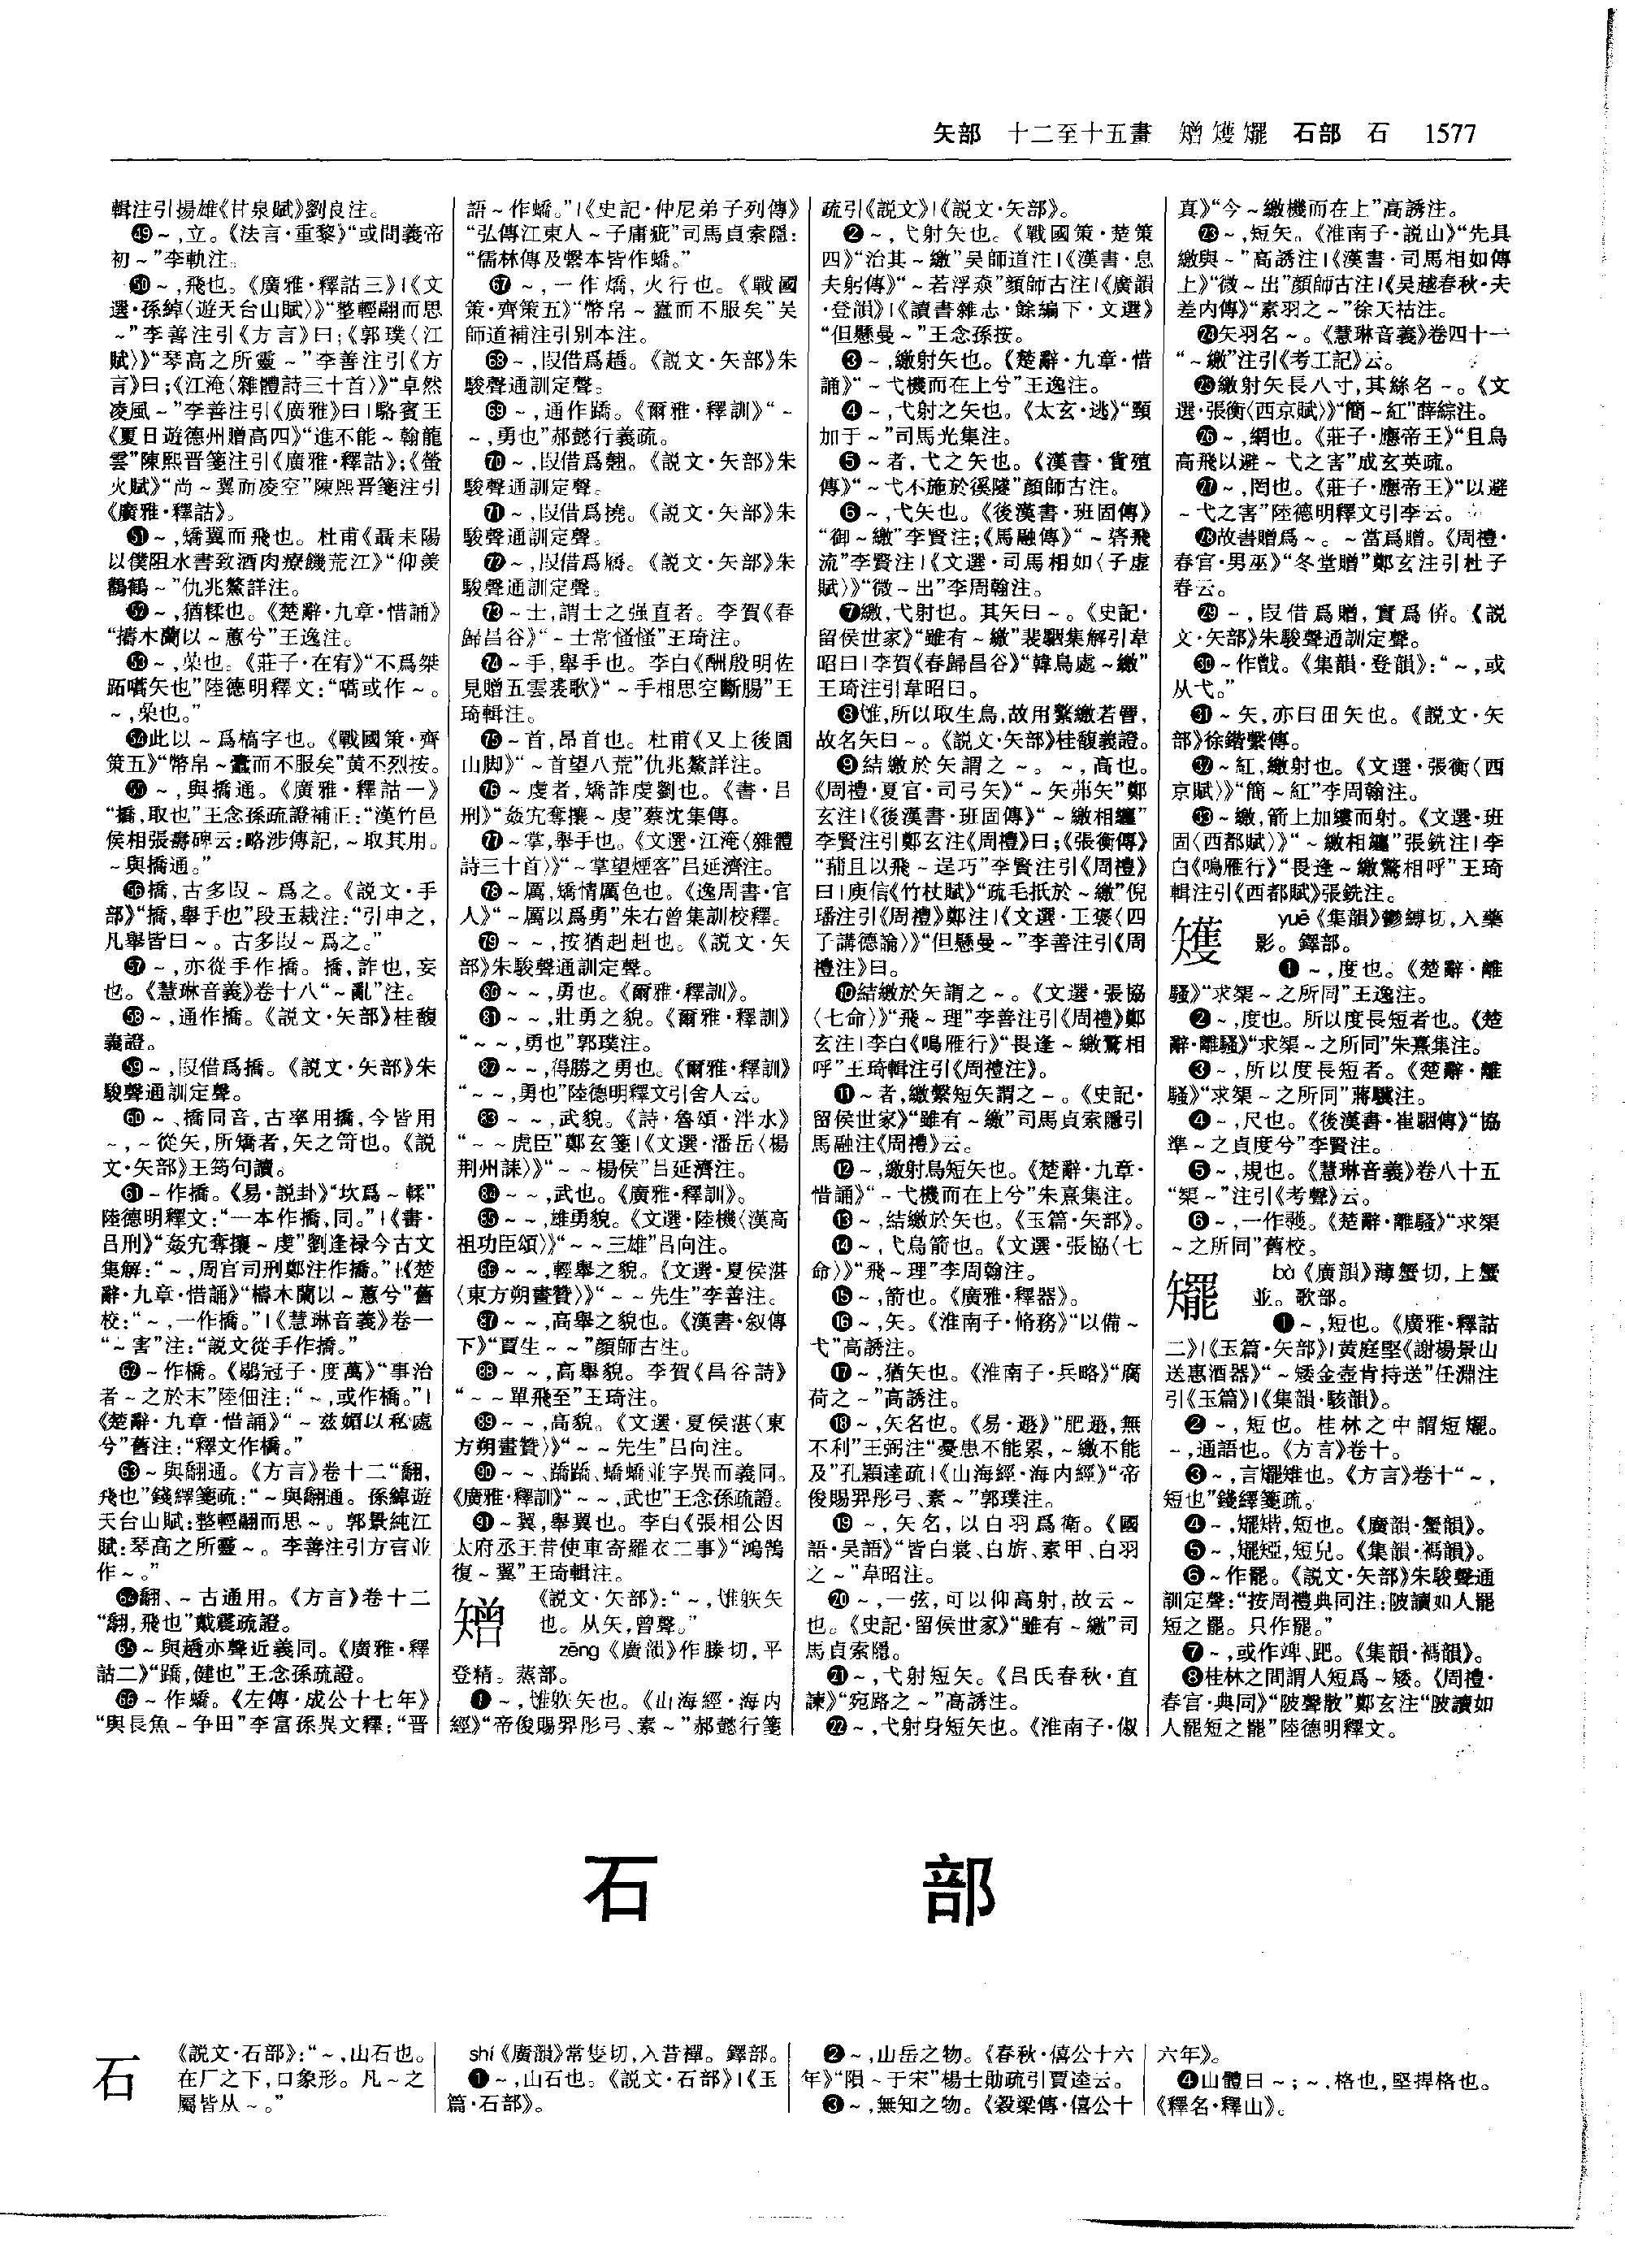 矢部　十二至十五畫　矰矱䎱　石部　石　1577
輯注引揚雄《甘泉賦》劉良注。
㊾～,立。《法言·重黎》“或問義帝
初～”李軌注。
㊿～,飛也。《廣雅·釋詁三》|《文
選·孫綽〈遊天台山賦〉》“整輕翮而思
～”李善注引《方言》曰;《郭璞〈江
賦〉》“琴高之所靈～”李善注引《方
言》曰;《江淹〈雜體詩三十首〉》“卓然
凌風～”李善注引《廣雅》曰|駱賓王
《夏日遊德州贈高四》“進不能～翰龍
雲”陳熙晋箋注引《廣雅·釋詁》;《螢
火賦》“尚～翼而凌空”陳熙晋箋注引
《廣雅·釋詁》。
51～,矯翼而飛也。杜甫《聶耒陽
以僕阻水書致酒肉療饑荒江》“仰羨
鸛鶴～”仇兆鰲詳注。
52～,猶糅也。《楚辭·九章·惜誦》
“擣木蘭以～蕙兮”王逸注。
53～,桀也。《莊子·在宥》“不爲桀
跖嚆矢也”陸德明釋文:“嚆或作～。
～,桀也。”
54此以～爲槁字也。《戰國策·齊
策五》“幣帛～蠹而不服矣”黄丕烈按。
55～,與撟通。《廣雅·釋詁一》
“撟,取也”王念孫疏證補正:“漢竹邑
侯相張壽碑云:略涉傳記,～取其用。
～與撟通。”
56撟,古多叚～爲之。《説文·手
部》“撟,舉手也”段玉裁注:“引申之,
凡舉皆曰～。古多叚～爲之。”
57～,亦從手作撟。撟,詐也,妄
也。《慧琳音義》卷十八“～亂”注。
58～,通作撟。《説文·矢部》桂馥
義證。
59～,叚借爲撟。《説文·矢部》朱
駿聲通訓定聲。
60～、撟同音,古率用撟,今皆用
～,～從矢,所矯者,矢之笴也。《説
文·矢部》王筠句讀。
61～作撟。《易·説卦》“坎爲～輮”
陸德明釋文:“一本作撟,同。”|《書·
吕刑》“姦宄奪攘～虔”劉逢禄今古文
集解:“～,周官司刑鄭注作撟。”|《楚
辭·九章·惜誦》“檮木蘭以～蕙兮”舊
校:“～,一作撟。”|《慧琳音義》卷一
“～害”注:“説文從手作撟。”
62～作橋。《鶡冠子·度萬》“事治
者～之於末”陸佃注:“～,或作橋。”|
《楚辭·九章·惜誦》“～兹媚以私處
兮”舊注:“釋文作橋。”
63～與翻通。《方言》卷十二“翻,
飛也”錢繹箋疏:“～與翻通。孫綽遊
天台山賦:整輕翮而思～。郭景純江
賦:琴高之所靈～。李善注引方言並
作～。”
64翻、～古通用。《方言》卷十二
“翻,飛也”戴震疏證。
65～與趫亦聲近義同。《廣雅·釋
詁二》“蹻,健也”王念孫疏證。
66～作蟜。《左傳·成公十七年》
“與長魚～争田”李富孫異文釋:“晋
語～作蟜。”|《史記·仲尼弟子列傳》
“弘傳江東人～子庸疵”司馬貞索隱:
“儒林傳及繫本皆作蟜。”
67～,一作燆,火行也。《戰國
策·齊策五》“幣帛～蠹而不服矣”吴
師道補注引别本注。
68～,叚借爲趫。《説文·矢部》朱
駿聲通訓定聲。
69～,通作蹻。《爾雅·釋訓》“～
～,勇也”郝懿行義疏。
70～,叚借爲翹。《説文·矢部》朱
駿聲通訓定聲。
71～,叚借爲撓。《説文·矢部》朱
駿聲通訓定聲。
72～,叚借爲屩。《説文·矢部》朱
駿聲通訓定聲。
73～士,謂士之强直者。李賀《春
歸昌谷》“～士常慅慅”王琦注。
74～手,舉手也。李白《酬殷明佐
見贈五雲裘歌》“～手相思空斷腸”王
琦輯注。
75～首,昂首也。杜甫《又上後園
山脚》“～首望八荒”仇兆鰲詳注。
76～虔者,矯詐虔劉也。《書·吕
刑》“姦宄奪攘～虔”蔡沈集傳。
77～掌,舉手也。《文選·江淹〈雜體
詩三十首〉》“～掌望煙客”吕延濟注。
78～厲,矯情厲色也。《逸周書·官
人》“～厲以爲勇”朱右曾集訓校釋。
79～～,按猶赳赳也。《説文·矢
部》朱駿聲通訓定聲。
80～～,勇也。《爾雅·釋訓》。
81～～,壯勇之貌。《爾雅·釋訓》
“～～,勇也”郭璞注。
82～～,得勝之勇也。《爾雅·釋訓》
“～～,勇也”陸德明釋文引舍人云。
83～～,武貌。《詩·魯頌·泮水》
“～～虎臣”鄭玄箋|《文選·潘岳〈楊
荆州誄〉》“～～楊侯”吕延濟注。
84～～,武也。《廣雅·釋訓》。
85～～,雄勇貌。《文選·陸機〈漢高
祖功臣頌〉》“～～三雄”吕向注。
86～～,輕舉之貌。《文選·夏侯湛
〈東方朔畫贊〉》“～～先生”李善注。
87～～,高舉之貌也。《漢書·叙傳
下》“賈生～～”顔師古注。
88～～,高舉貌。李賀《昌谷詩》
“～～單飛至”王琦注。
89～～,高貌。《文選·夏侯湛〈東
方朔畫贊〉》“～～先生”吕向注。
90～～、蹻蹻、蟜蟜並字異而義同。
《廣雅·釋訓》“～～,武也”王念孫疏證。
91～翼,舉翼也。李白《張相公因
太府丞王昔使車寄羅衣二事》“鴻鵠
復～翼”王琦輯注。
矰　《説文·矢部》:“～,隿䠶矢
也。从矢,曾聲。”
zēng《廣韻》作滕切,平
登精。蒸部。
❶～,隿䠶矢也。《山海經·海内
經》“帝俊賜羿彤弓、素～”郝懿行箋
疏引《説文》|《説文·矢部》。
❷～,弋射矢也。《戰國策·楚策
四》“治其～繳”吴師道注|《漢書·息
夫躬傳》“～若浮猋”顔師古注|《廣韻
·登韻》|《讀書雜志·餘編下·文選》
“但懸曼～”王念孫按。
❸～,繳射矢也。《楚辭·九章·惜
誦》“～弋機而在上兮”王逸注。
❹～,弋射之矢也。《太玄·逃》“頸
加于～”司馬光集注。
❺～者,弋之矢也。《漢書·貨殖
傳》“～弋不施於徯隧”顔師古注。
❻～,弋矢也。《後漢書·班固傳》
“御～繳”李賢注;《馬融傳》“～碆飛
流”李賢注|《文選·司馬相如〈子虚
賦〉》“微～出”李周翰注。
❼繳,弋射也。其矢曰～。《史記·
留侯世家》“雖有～繳”裴駰集解引韋
昭曰|李賀《春歸昌谷》“韓鳥處～繳”
王琦注引韋昭曰。
❽隿,所以取生鳥,故用繁繳若罾,
故名矢曰～。《説文·矢部》桂馥義證。
❾結繳於矢謂之～。～,高也。
《周禮·夏官·司弓矢》“～矢茀矢”鄭
玄注|《後漢書·班固傳》“～繳相纏”
李賢注引鄭玄注《周禮》曰;《張衡傳》
“蒱且以飛～逞巧”李賢注引《周禮》
曰|庾信《竹杖賦》“疏毛抵於～繳”倪
璠注引《周禮》鄭注|《文選·王褒〈四
子講德論〉》“但懸曼～”李善注引《周
禮注》曰。
❿結繳於矢謂之～。《文選·張協
〈七命〉》“飛～理”李善注引《周禮》鄭
玄注|李白《鳴雁行》“畏逢～繳驚相
呼”王琦輯注引《周禮注》。
⓫～者,繳繫短矢謂之～。《史記·
留侯世家》“雖有～繳”司馬貞索隱引
馬融注《周禮》云。
⓬～,繳射鳥短矢也。《楚辭·九章·
惜誦》“～弋機而在上兮”朱熹集注。
⓭～,結繳於矢也。《玉篇·矢部》。
⓮～,弋鳥箭也。《文選·張協〈七
命〉》“飛～理”李周翰注。
⓯～,箭也。《廣雅·釋器》。
⓰～,矢。《淮南子·脩務》“以備～
弋”高誘注。
⓱～,猶矢也。《淮南子·兵略》“腐
荷之～”高誘注。
⓲～,矢名也。《易·遯》“肥遯,無
不利”王弼注“憂患不能累,～繳不能
及”孔穎達疏|《山海經·海内經》“帝
俊賜羿彤弓、素～”郭璞注。
⓳～,矢名,以白羽爲衛。《國
語·吴語》“皆白裳、白旂、素甲、白羽
之～”韋昭注。
⓴～,一弦,可以仰高射,故云～
也。《史記·留侯世家》“雖有～繳”司
馬貞索隱。
㉑～,弋射短矢。《吕氏春秋·直
諫》“宛路之～”高誘注。
㉒～,弋射身短矢也。《淮南子·俶
真》“今～繳機而在上”高誘注。
㉓～,短矢。《淮南子·説山》“先具
繳與～”高誘注|《漢書·司馬相如傳
上》“微～出”顔師古注|《吴越春秋·夫
差内傳》“素羽之～”徐天祜注。
㉔矢羽名～。《慧琳音義》卷四十一
“～繳”注引《考工記》云。
㉕繳射矢長八寸,其絲名～。《文
選·張衡〈西京賦〉》“簡～紅”薛綜注。
㉖～,網也。《莊子·應帝王》“且鳥
高飛以避～弋之害”成玄英疏。
㉗～,罔也。《莊子·應帝王》“以避
～弋之害”陸德明釋文引李云。
㉘故書贈爲～。～當爲贈。《周禮·
春官·男巫》“冬堂贈”鄭玄注引杜子
春云。
㉙～,叚借爲贈,實爲侪。《説
文·矢部》朱駿聲通訓定聲。
㉚～作㦃。《集韻·登韻》:“～,或
从弋。”
㉛～矢,亦曰田矢也。《説文·矢
部》徐鍇繫傳。
㉜～紅,繳射也。《文選·張衡〈西
京賦〉》“簡～紅”李周翰注。
㉝～繳,箭上加縷而射。《文選·班
固〈西都賦〉》“～繳相纏”張銑注|李
白《鳴雁行》“畏逢～繳驚相呼”王琦
輯注引《西都賦》張銑注。
矱　yuē《集韻》鬱縛切,入藥
影。鐸部。
❶～,度也。《楚辭·離
騷》“求榘～之所同”王逸注。
❷～,度也。所以度長短者也。《楚
辭·離騷》“求榘～之所同”朱熹集注。
❸～,所以度長短者。《楚辭·離
騷》“求榘～之所同”蔣驥注。
❹～,尺也。《後漢書·崔駰傳》“協
準～之貞度兮”李賢注。
❺～,規也。《慧琳音義》卷八十五
“榘～”注引《考聲》云。
❻～,一作彠。《楚辭·離騷》“求榘
～之所同”舊校。
䎱　bà《廣韻》薄蟹切,上蟹
並。歌部。
❶～,短也。《廣雅·釋詁
二》|《玉篇·矢部》|黄庭堅《謝楊景山
送惠酒器》“～矮金壺肯持送”任淵注
引《玉篇》|《集韻·駭韻》。
❷～,短也。桂林之中謂短䎱。
～,通語也。《方言》卷十。
❸～,言䎱雉也。《方言》卷十“～,
短也”錢繹箋疏。
❹～,䎱𥏪,短也。《廣韻·蟹韻》。
❺～,䎱䂒,短皃。《集韻·禡韻》。
❻～作罷。《説文·矢部》朱駿聲通
訓定聲:“按周禮典同注:陂讀如人罷
短之罷。只作罷。”
❼～,或作竨、跁。《集韻·禡韻》。
❽桂林之間謂人短爲～矮。《周禮·
春官·典同》“陂聲散”鄭玄注“陂讀如
人罷短之罷”陸德明釋文。
石　部
石　《説文·石部》:“～,山石也。
在厂之下,口象形。凡～之
屬皆从～。”
shí《廣韻》常隻切,入昔禪。鐸部。
❶～,山石也。《説文·石部》|《玉
篇·石部》。
❷～,山岳之物。《春秋·僖公十六
年》“隕～于宋”楊士勛疏引賈逵云。
❸～,無知之物。《穀梁傳·僖公十
六年》。
❹山體曰～;～,格也,堅捍格也。
《釋名·釋山》。